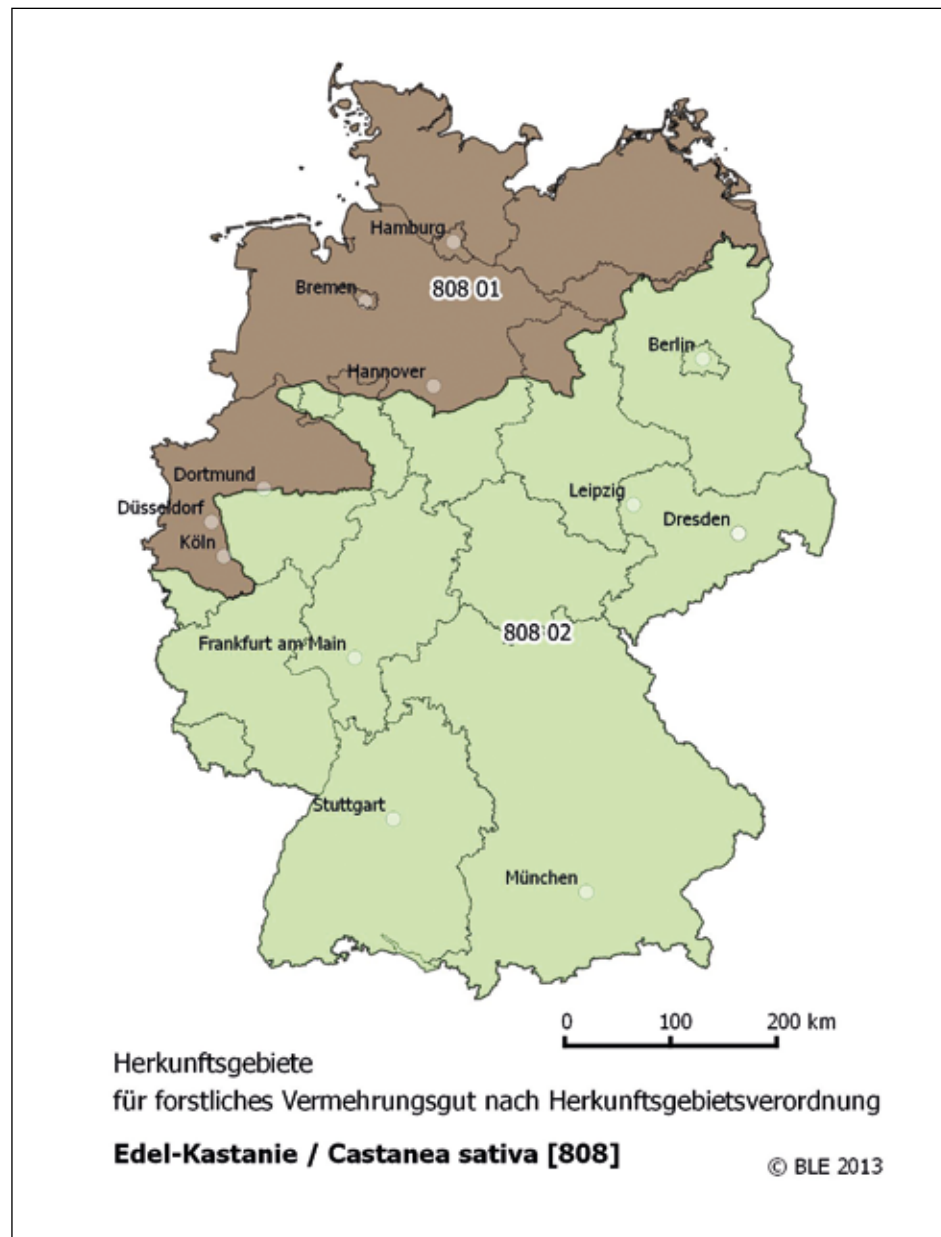 Hamburg
Bremen
808 01
Berlin
Hannover
Dortmund
Leipzig
Düsseldorf
Dresden
Köln
808 02
Frankfurt am Main
Stuttgart
München
0 100 200 km
Herkunftsgebiete
für forstliches Vermehrungsgut nach Herkunftsgebietsverordnung
Edel-Kastanie / Castanea sativa [808]
© BLE 2013